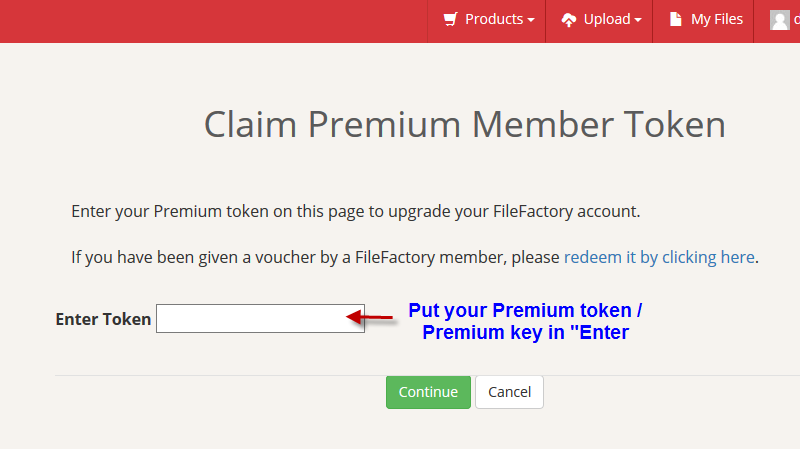 Products
Upload
My Files
Claim Premium Member Token
Enter your Premium token on this page to upgrade your FileFactory account.
If you have been given a voucher by a FileFactory member, please redeem it by clicking here.
Enter Token
Put your Premium token /
Premium key in "Enter
Continue
Cancel